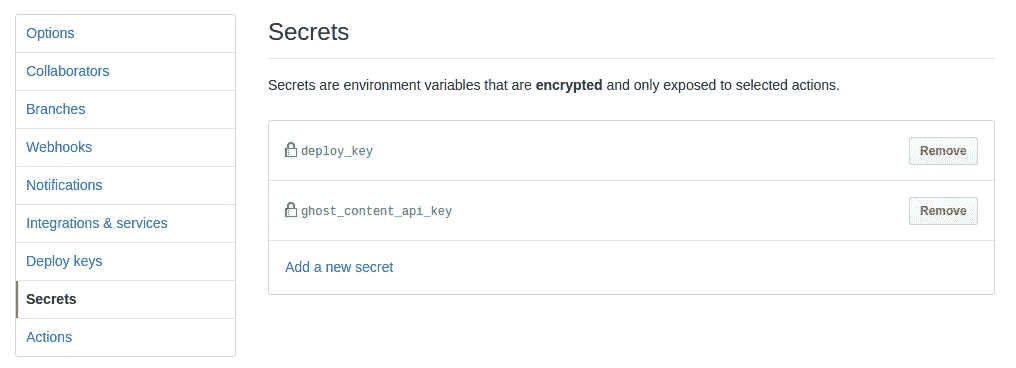 Options
Collaborators
Branches
Webhooks
Notifications
Integrations & services
Deploy keys
Secrets
Actions
Secrets
Secrets are environment variables that are encrypted and only exposed to selected actions.
deploy_key Remove
ghost_content_api_key Remove
Add a new secret